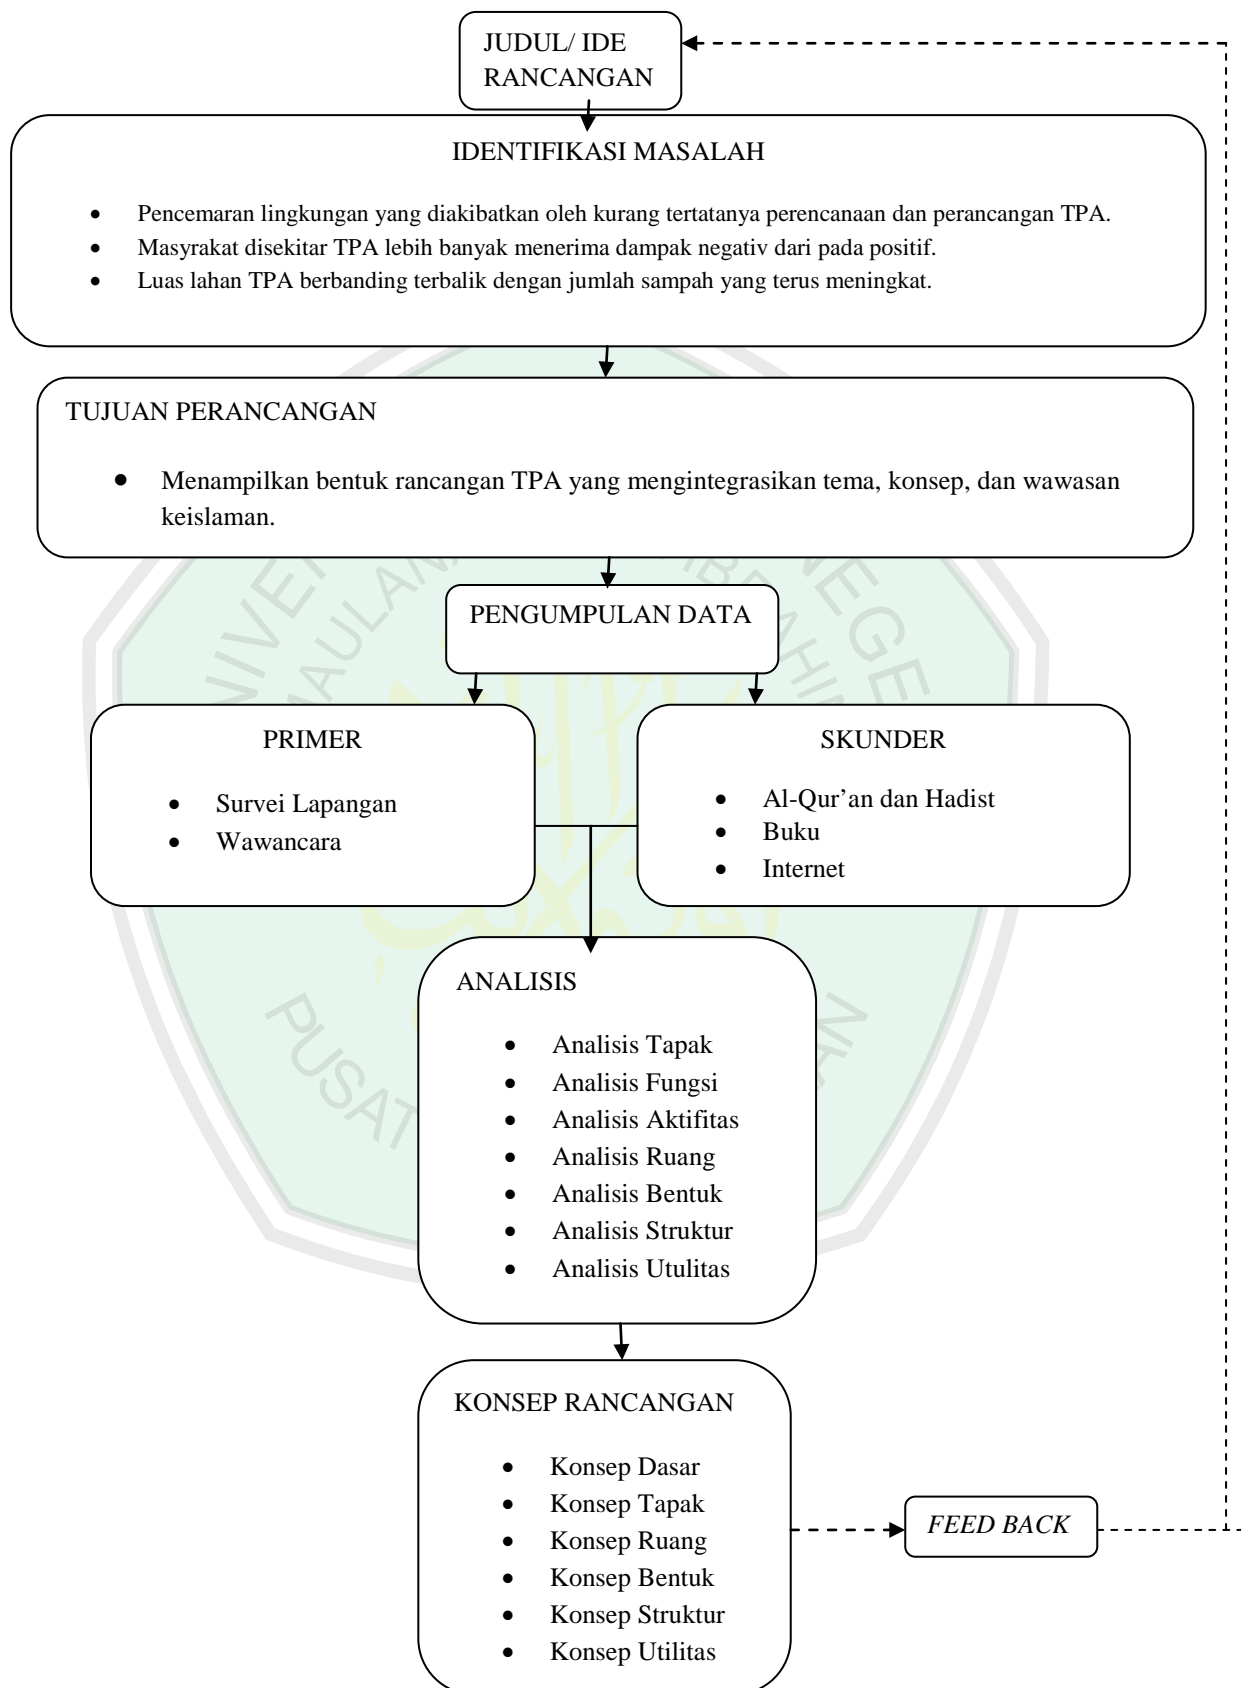 JUDUL/ IDE
RANCANGAN
IDENTIFIKASI MASALAH
• Pencemaran lingkungan yang diakibatkan oleh kurang tertatanya perencanaan dan perancangan TPA.
• Masyrakat disekitar TPA lebih banyak menerima dampak negativ dari pada positif.
• Luas lahan TPA berbanding terbalik dengan jumlah sampah yang terus meningkat.
TUJUAN PERANCANGAN
• Menampilkan bentuk rancangan TPA yang mengintegrasikan tema, konsep, dan wawasan
keislaman.
PENGUMPULAN DATA
PRIMER
• Survei Lapangan
• Wawancara
SKUNDER
• Al-Qur’an dan Hadist
• Buku
• Internet
ANALISIS
• Analisis Tapak
• Analisis Fungsi
• Analisis Aktifitas
• Analisis Ruang
• Analisis Bentuk
• Analisis Struktur
• Analisis Utulitas
KONSEP RANCANGAN
• Konsep Dasar
• Konsep Tapak
• Konsep Ruang
• Konsep Bentuk
• Konsep Struktur
• Konsep Utilitas
FEED BACK
PUSAT